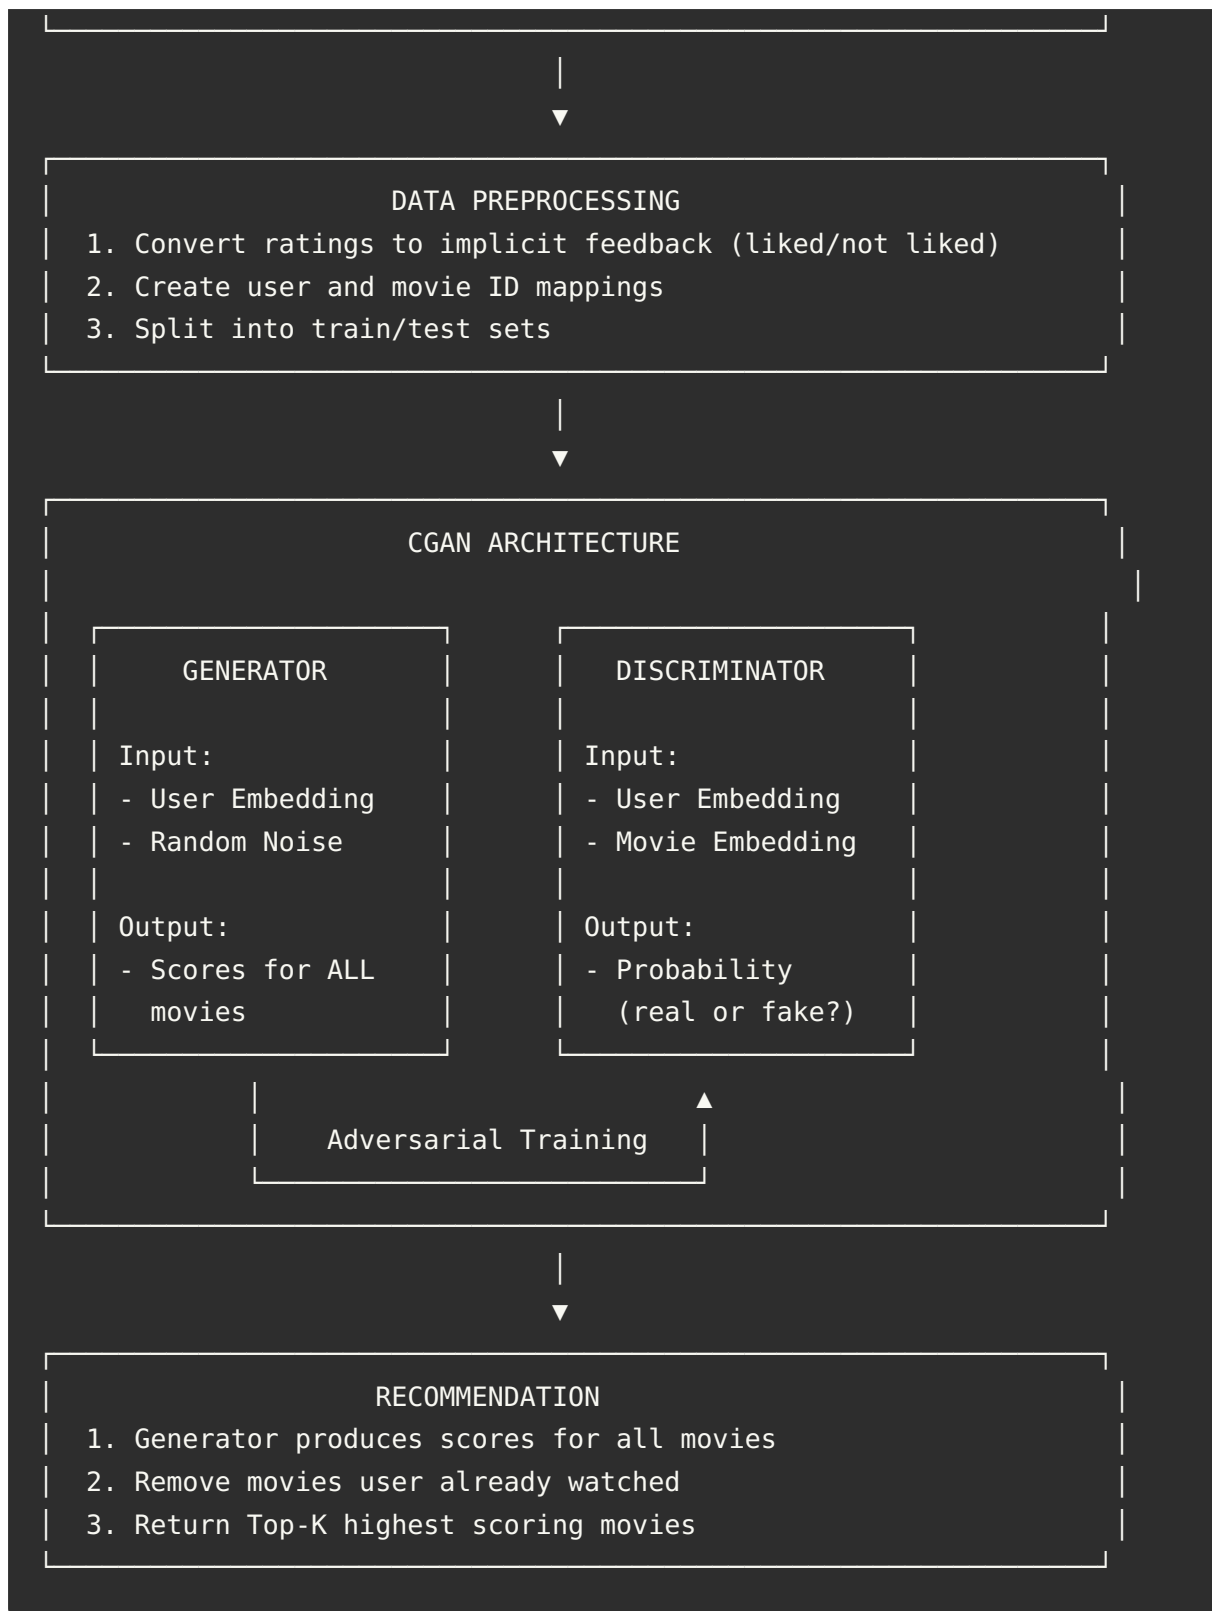 DATA PREPROCESSING
1. Convert ratings to implicit feedback (liked/not liked)
2. Create user and movie ID mappings
3. Split into train/test sets
CGAN ARCHITECTURE
GENERATOR
Input:
- User Embedding
- Random Noise
Output:
- Scores for ALL
movies
DISCRIMINATOR
Input:
- User Embedding
- Movie Embedding
Output:
- Probability
(real or fake?)
Adversarial Training
RECOMMENDATION
1. Generator produces scores for all movies
2. Remove movies user already watched
3. Return Top-K highest scoring movies